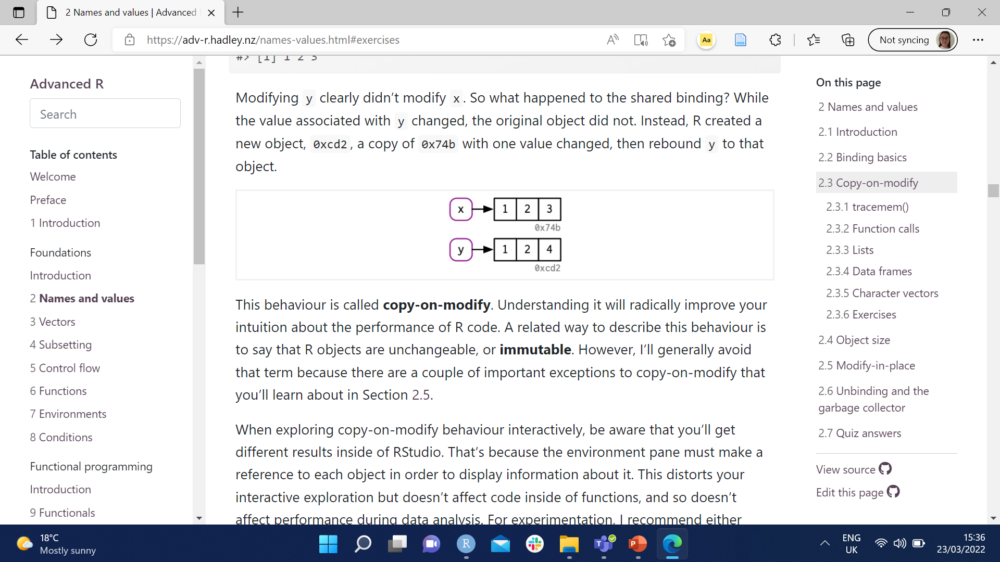 2 Names and values | Advanced
https://adv-r.hadley.nz/names-values.html#exercises
Aa
Not syncing
Advanced R
Search
Table of contents
Welcome
Preface
1 Introduction
Foundations
Introduction
2 Names and values
3 Vectors
4 Subsetting
5 Control flow
6 Functions
7 Environments
8 Conditions
Functional programming
Introduction
9 Functionals
#> [1] 1 2 3
Modifying y clearly didn’t modify x. So what happened to the shared binding? While
the value associated with y changed, the original object did not. Instead, R created a
new object, 0xcd2, a copy of 0x74b with one value changed, then rebound y to that
object.
x 1 2 3
0x74b
y 1 2 4
0xcd2
This behaviour is called copy-on-modify. Understanding it will radically improve your
intuition about the performance of R code. A related way to describe this behaviour is
to say that R objects are unchangeable, or immutable. However, I’ll generally avoid
that term because there are a couple of important exceptions to copy-on-modify that
you’ll learn about in Section 2.5.
When exploring copy-on-modify behaviour interactively, be aware that you’ll get
different results inside of RStudio. That’s because the environment pane must make a
reference to each object in order to display information about it. This distorts your
interactive exploration but doesn’t affect code inside of functions, and so doesn’t
affect performance during data analysis. For experimentation, I recommend either
On this page
2 Names and values
2.1 Introduction
2.2 Binding basics
2.3 Copy-on-modify
2.3.1 tracemem()
2.3.2 Function calls
2.3.3 Lists
2.3.4 Data frames
2.3.5 Character vectors
2.3.6 Exercises
2.4 Object size
2.5 Modify-in-place
2.6 Unbinding and the
garbage collector
2.7 Quiz answers
View source
Edit this page
18°C
Mostly sunny
R
T
P
ENG
UK
15:36
23/03/2022